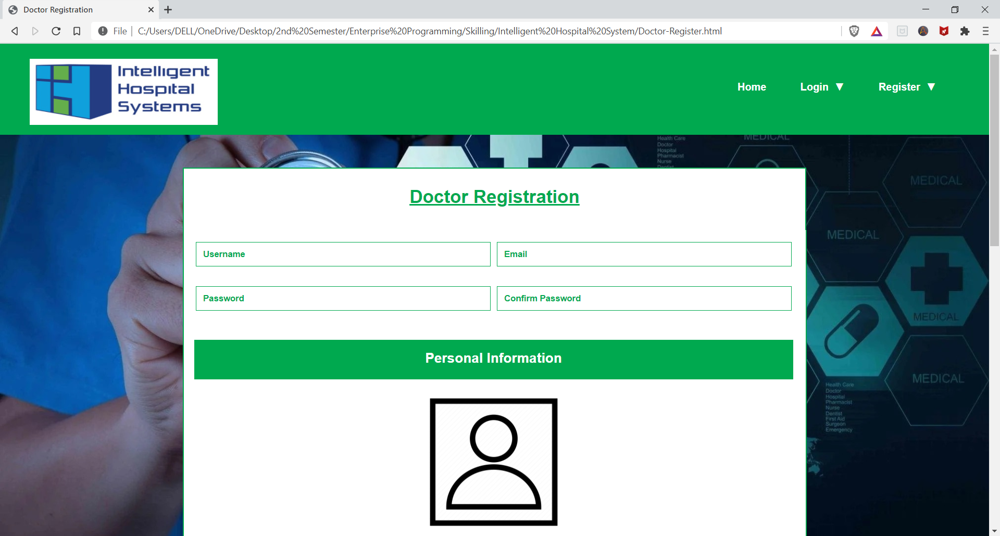 Doctor Registration
File
C:/Users/DELL/OneDrive/Desktop/2nd%20Semester/Enterprise%20Programming/Skilling/Intelligent%20Hospital%20System/Doctor-Register.html
Intelligent
Hospital
Systems
Home
Login ▼
Register ▼
Health Care
Doctor
Hospital
Pharmacist
Nurse
Dentist
MEDICAL
MEDICAL
MEDICAL
Doctor Registration
Username
Email
Password
Confirm Password
MEDICAL
Personal Information
MEDICAL
Health Care
Doctor
Hospital
Pharmacist
Nurse
Dentist
First Aid
Surgeon
Emergency